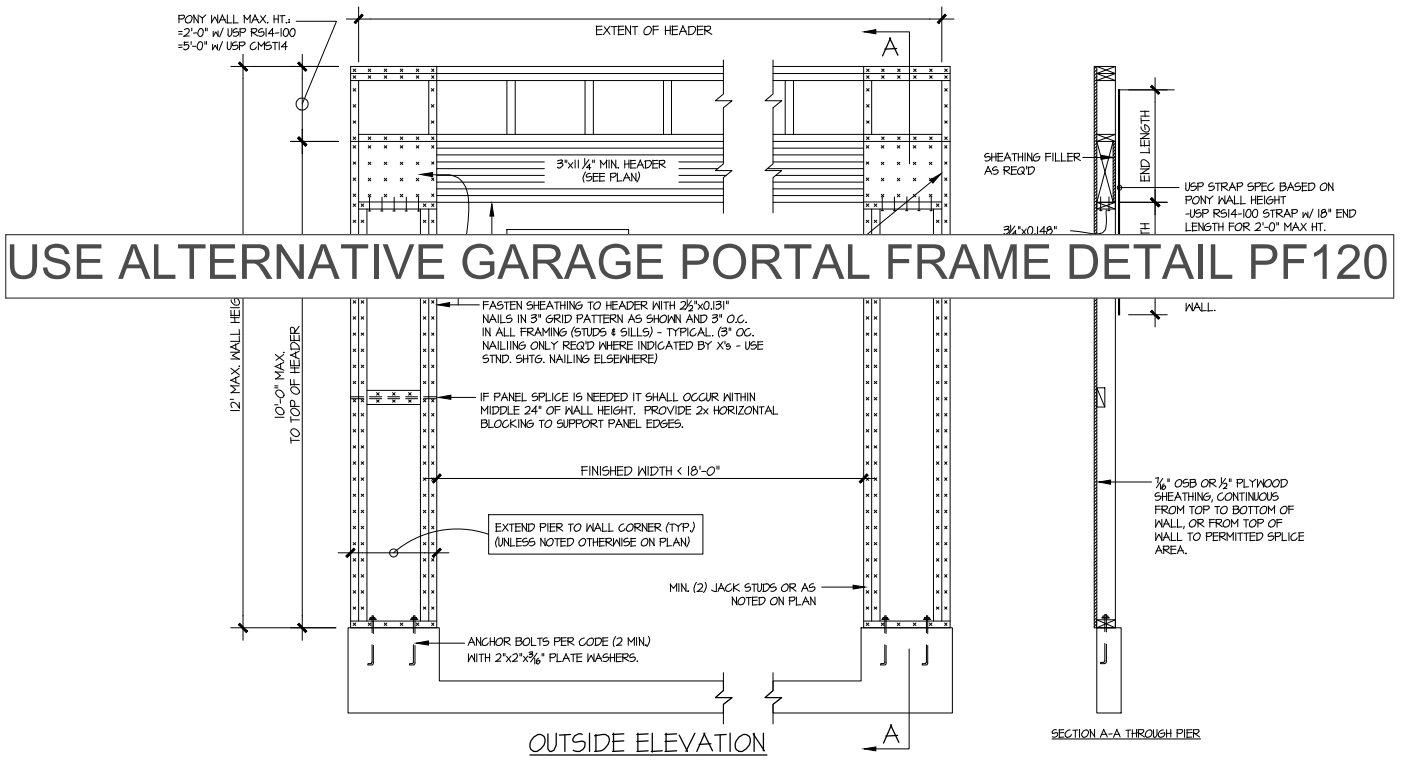 PONY WALL MAX. HT.:
=2'-0" W/ USP RS14-100
=5'-0" W/ USP CMST14
EXTENT OF HEADER
A
3"x11 1/4" MIN. HEADER
(SEE PLAN)
SHEATHING FILLER
AS REQ'D
END LENGTH
USP STRAP SPEC BASED ON
PONY WALL HEIGHT
-USP RS14-100 STRAP w/ 18" END
LENGTH FOR 2'-0" MAX HT.
3 1/4"x0.148"
USE ALTERNATIVE GARAGE PORTAL FRAME DETAIL PF120
WALL.
12' MAX. WALL
10'-0" MAX.
TO TOP OF HEADER
FASTEN SHEATHING TO HEADER WITH 2 1/2"x0.131"
NAILS IN 3" GRID PATTERN AS SHOWN AND 3" O.C.
IN ALL FRAMING (STUDS & SILLS) - TYPICAL. (3" OC.
NAILING ONLY REQ'D WHERE INDICATED BY X's - USE
STND. SHTG. NAILING ELSEWHERE)
IF PANEL SPLICE IS NEEDED IT SHALL OCCUR WITHIN
MIDDLE 24" OF WALL HEIGHT. PROVIDE 2x HORIZONTAL
BLOCKING TO SUPPORT PANEL EDGES.
FINISHED WIDTH < 18'-0"
7/16" OSB OR 1/2" PLYWOOD
SHEATHING, CONTINUOUS
FROM TOP TO BOTTOM OF
WALL, OR FROM TOP OF
WALL TO PERMITTED SPLICE
AREA.
EXTEND PIER TO WALL CORNER (TYP.)
(UNLESS NOTED OTHERWISE ON PLAN)
MIN. (2) JACK STUDS OR AS
NOTED ON PLAN
ANCHOR BOLTS PER CODE (2 MIN.)
WITH 2"x2"x3/16" PLATE WASHERS.
A
OUTSIDE ELEVATION
SECTION A-A THROUGH PIER